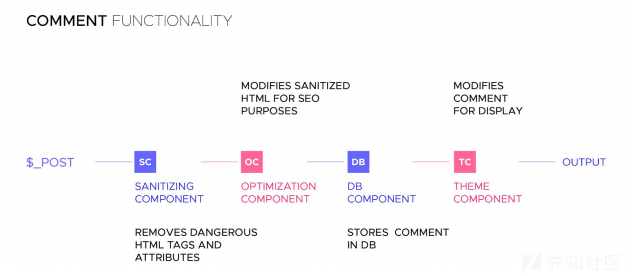 COMMENT FUNCTIONALITY
MODIFIES SANITIZED
HTML FOR SEO
PURPOSES
MODIFIES
COMMENT
FOR DISPLAY
$_POST
SC
OC
DB
TC
OUTPUT
SANITIZING
COMPONENT
OPTIMIZATION
COMPONENT
DB
COMPONENT
THEME
COMPONENT
REMOVES DANGEROUS
HTML TAGS AND
ATTRIBUTES
STORES COMMENT
IN DB
先知社区